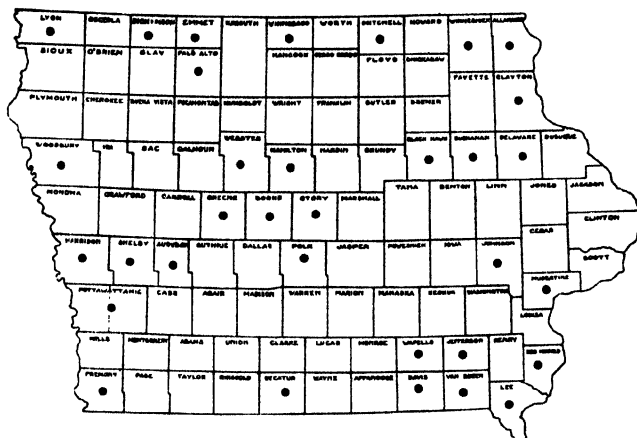 LYON OSCEOLA DICKINSON EMMET KOSSUTH WINNEBAGO WORTH MITCHELL HOWARD WINNESHIEK ALLAMAKEE
SIOUX O'BRIEN CLAY PALO ALTO HANCOCK CERRO GORDO FLOYD CHICKASAW
FAYETTE CLAYTON
PLYMOUTH CHEROKEE BUENA VISTA POCAHONTAS HUMBOLDT WRIGHT FRANKLIN BUTLER BREMER
WOODBURY IDA SAC CALHOUN WEBSTER HAMILTON HARDIN GRUNDY BLACK HAWK BUCHANAN DELAWARE DUBUQUE
MONONA CRAWFORD CARROLL GREENE BOONE STORY MARSHALL TAMA BENTON LINN JONES JACKSON
CLINTON
CEDAR
HARRISON SHELBY AUDUBON GUTHRIE DALLAS POLK JASPER POWESHIEK IOWA JOHNSON SCOTT
MUSCATINE
POTTAWATTAMIE CASS ADAIR MADISON WARREN MARION MAHASKA KEOKUK WASHINGTON
LOUISA
MILLS MONTGOMERY ADAMS UNION CLARKE LUCAS MONROE WAPELLO JEFFERSON HENRY
DES MOINES
FREMONT PAGE TAYLOR RINGGOLD DECATUR WAYNE APPANOOSE DAVIS VAN BUREN LEE